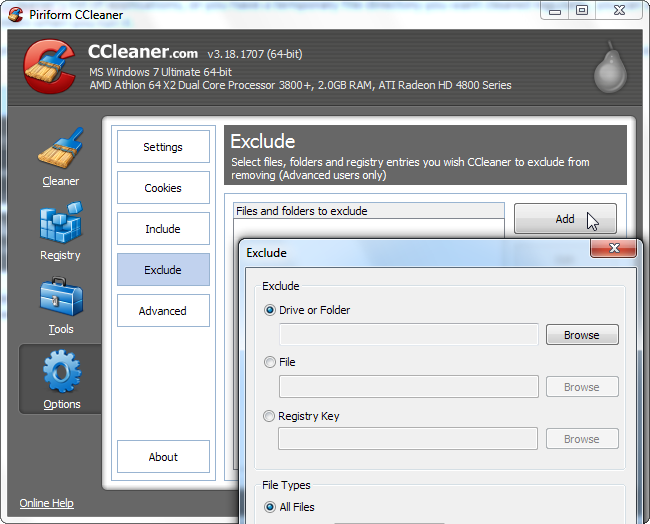 Piriform CCleaner
CCleaner.com v3.18.1707 (64-bit)
MS Windows 7 Ultimate 64-bit
AMD Athlon 64 X2 Dual Core Processor 3800+, 2.0GB RAM, ATI Radeon HD 4800 Series
Cleaner
Registry
Tools
Options
Online Help
Settings
Cookies
Include
Exclude
Advanced
About
Exclude
Select files, folders and registry entries you wish CCleaner to exclude from
removing (Advanced users only)
Files and folders to exclude
Add
Exclude
Exclude
Drive or Folder
Browse
File
Browse
Registry Key
Browse
File Types
All Files